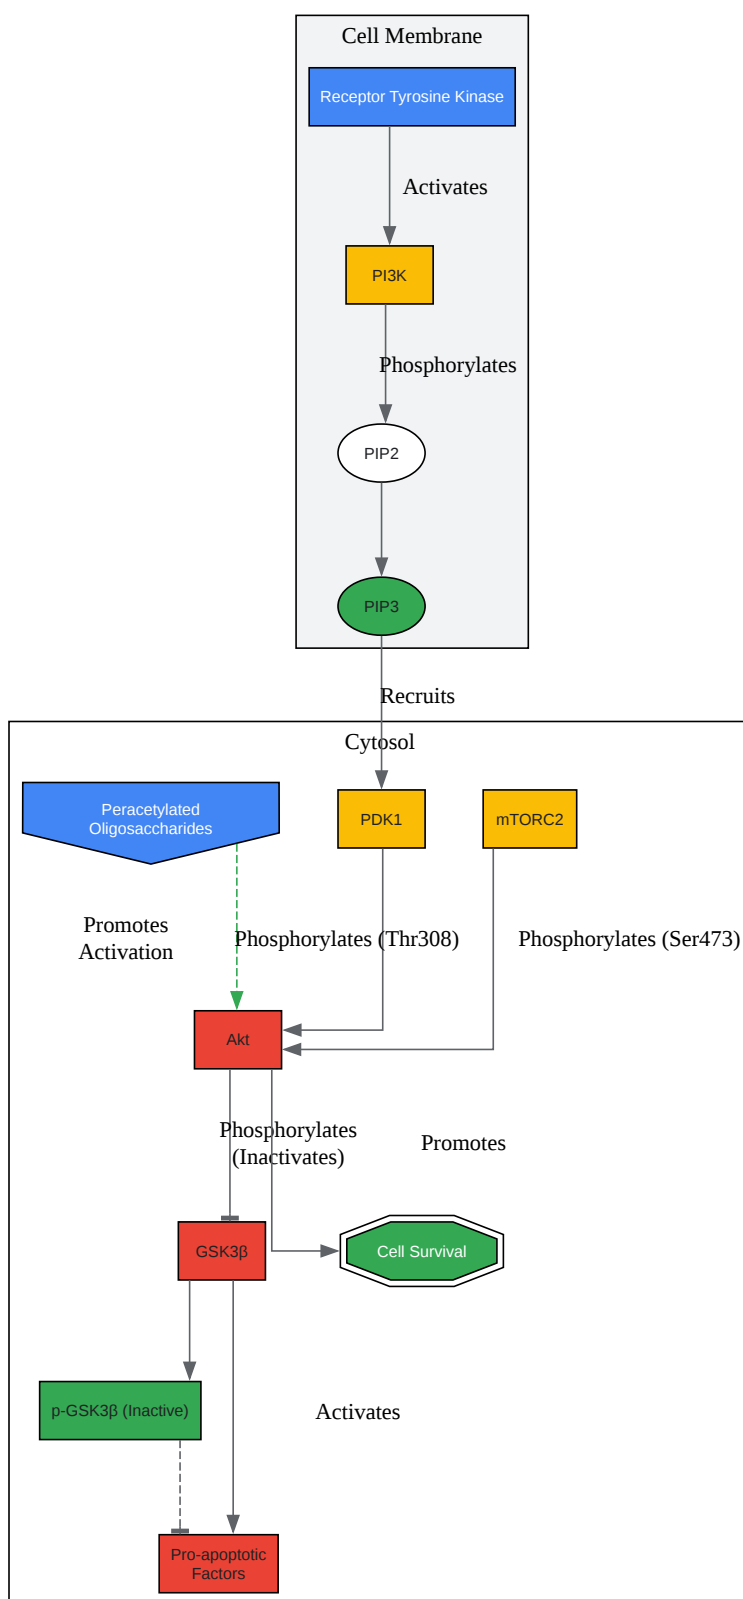 Cell Membrane
Receptor Tyrosine Kinase
Activates
PI3K
Phosphorylates
PIP2
PIP3
Recruits
Cytosol
Peracetylated
Oligosaccharides
PDK1
mTORC2
Promotes
Activation
Phosphorylates (Thr308)
Phosphorylates (Ser473)
Akt
Phosphorylates
(Inactivates)
Promotes
GSK3β
Cell Survival
p-GSK3β (Inactive)
Activates
Pro-apoptotic
Factors